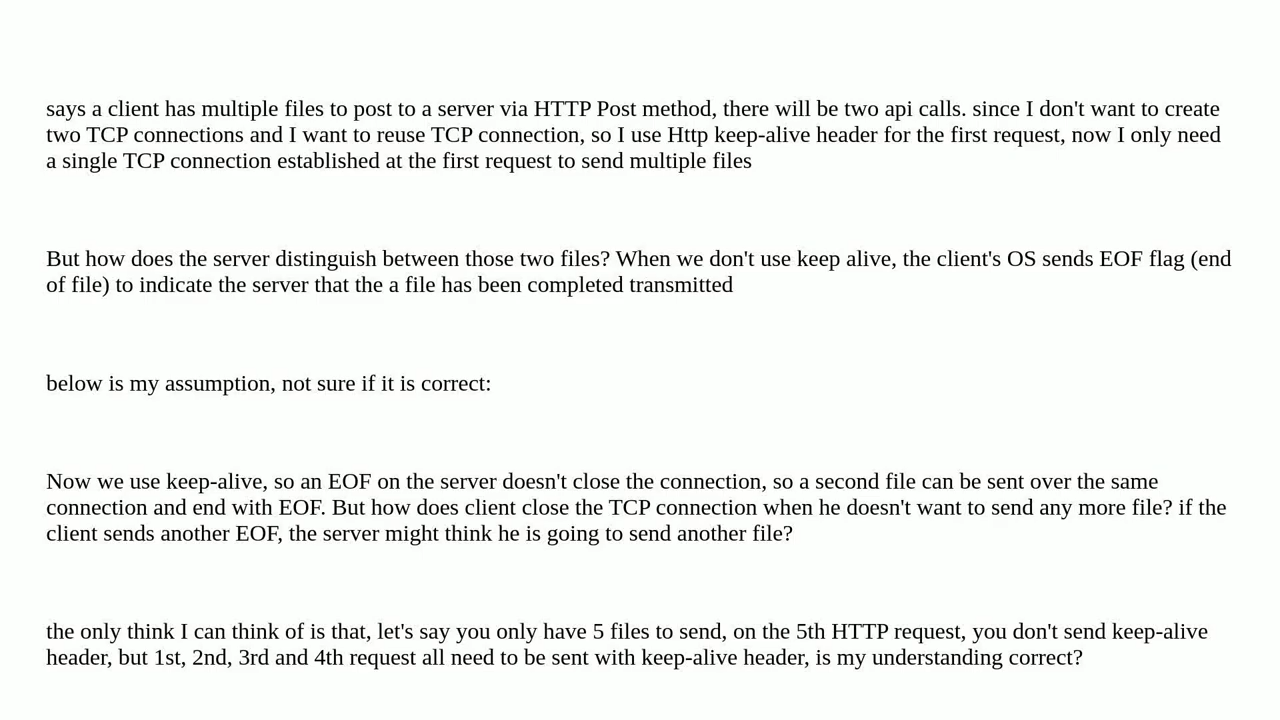 says a client has multiple files to post to a server via HTTP Post method, there will be two api calls. since I don't want to create
two TCP connections and I want to reuse TCP connection, so I use Http keep-alive header for the first request, now I only need
a single TCP connection established at the first request to send multiple files
But how does the server distinguish between those two files? When we don't use keep alive, the client's OS sends EOF flag (end
of file) to indicate the server that the a file has been completed transmitted
below is my assumption, not sure if it is correct:
Now we use keep-alive, so an EOF on the server doesn't close the connection, so a second file can be sent over the same
connection and end with EOF. But how does client close the TCP connection when he doesn't want to send any more file? if the
client sends another EOF, the server might think he is going to send another file?
the only think I can think of is that, let's say you only have 5 files to send, on the 5th HTTP request, you don't send keep-alive
header, but 1st, 2nd, 3rd and 4th request all need to be sent with keep-alive header, is my understanding correct?